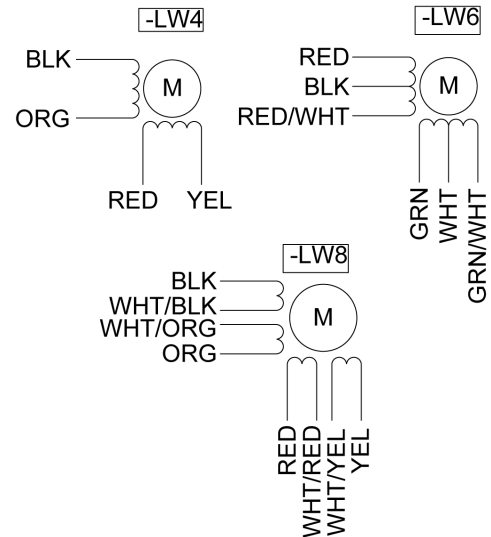 -LW4
BLK
M
ORG
RED
YEL
-LW6
RED
BLK
M
RED/WHT
GRN
WHT
GRN/WHT
-LW8
BLK
WHT/BLK
WHT/ORG
M
ORG
RED
WHT/RED
WHT/YEL
YEL